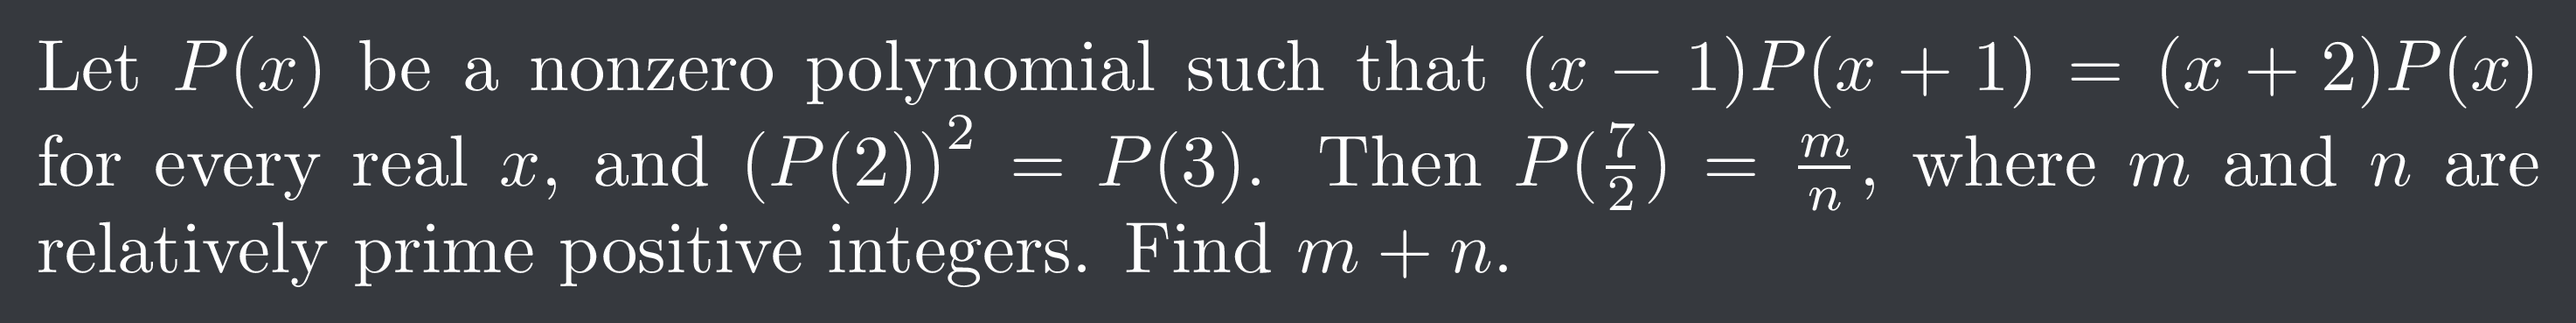 Let P(x) be a nonzero polynomial such that (x − 1)P(x + 1) = (x + 2)P(x)
for every real x, and (P(2))² = P(3). Then P(7/2) = m/n, where m and n are
relatively prime positive integers. Find m + n.